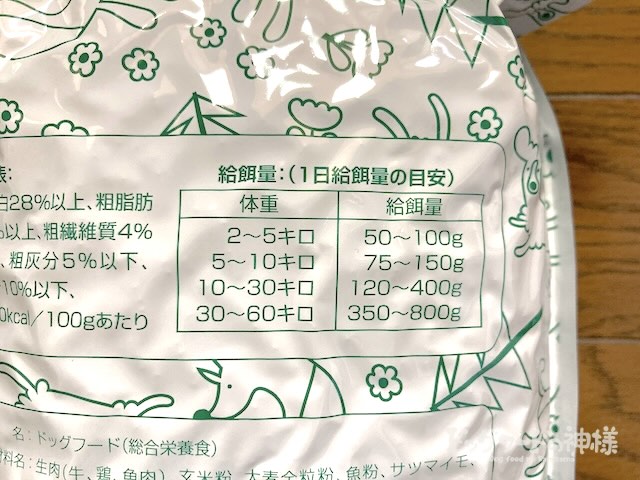 給餌量:(1日給餌量の目安)
体重 給餌量
2〜5キロ 50〜100g
5〜10キロ 75〜150g
10〜30キロ 120〜400g
30〜60キロ 350〜800g
28%以上、粗脂肪
以上、粗繊維質4%
、粗灰分5%以下、
10%以下、
0kcal/100gあたり
名:ドッグフード(総合栄養食)
料名:生肉(牛、鶏、魚肉)、玄米粉、大麦全粒粉、魚粉、サツマイモ、
神様